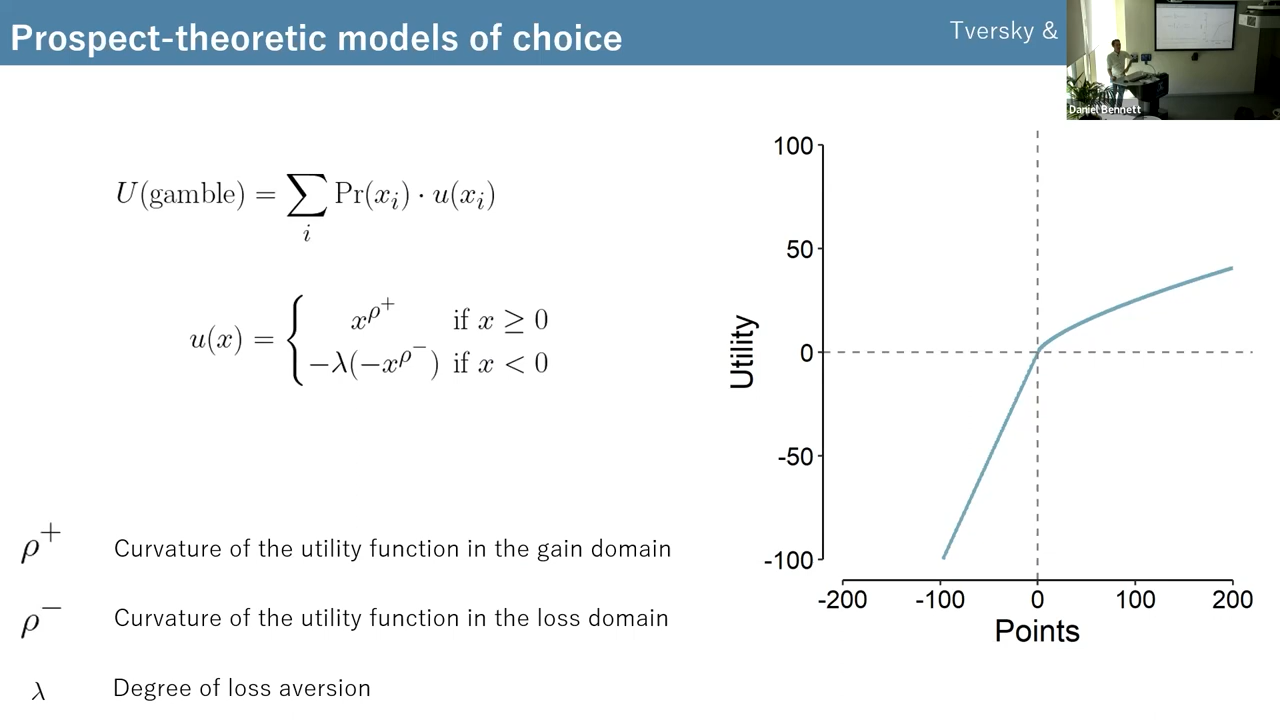 Prospect-theoretic models of choice
Tversky &
Daniel Bennett
U(gamble) = ∑_i Pr(x_i) · u(x_i)
u(x) = { x^{ρ^+} if x ≥ 0
−λ(−x^{ρ^−}) if x < 0
ρ^+ Curvature of the utility function in the gain domain
ρ^− Curvature of the utility function in the loss domain
λ Degree of loss aversion
Utility
100
50
0
-50
-100
-200 -100 0 100 200
Points